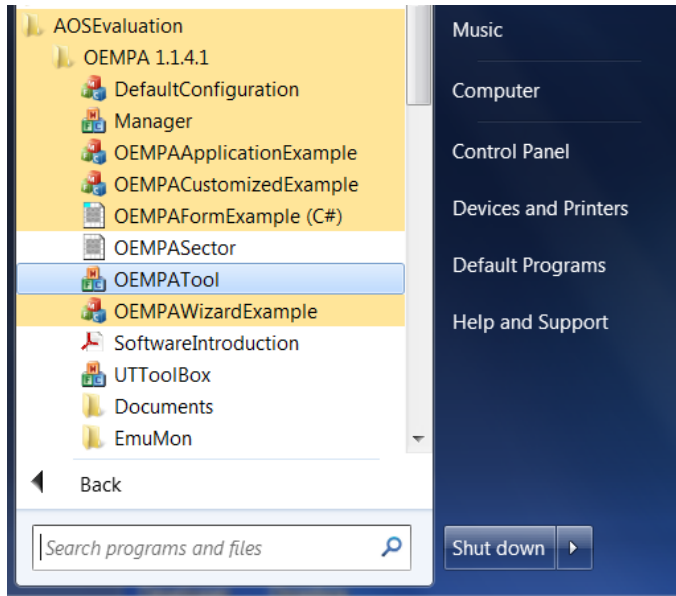 AOSEvaluation
OEMPA 1.1.4.1
DefaultConfiguration
Manager
OEMPAApplicationExample
OEMPACustomizedExample
OEMPAFormExample (C#)
OEMPASector
OEMPATool
OEMPAWizardExample
SoftwareIntroduction
UTToolBox
Documents
EmuMon
Back
Search programs and files
Music
Computer
Control Panel
Devices and Printers
Default Programs
Help and Support
Shut down